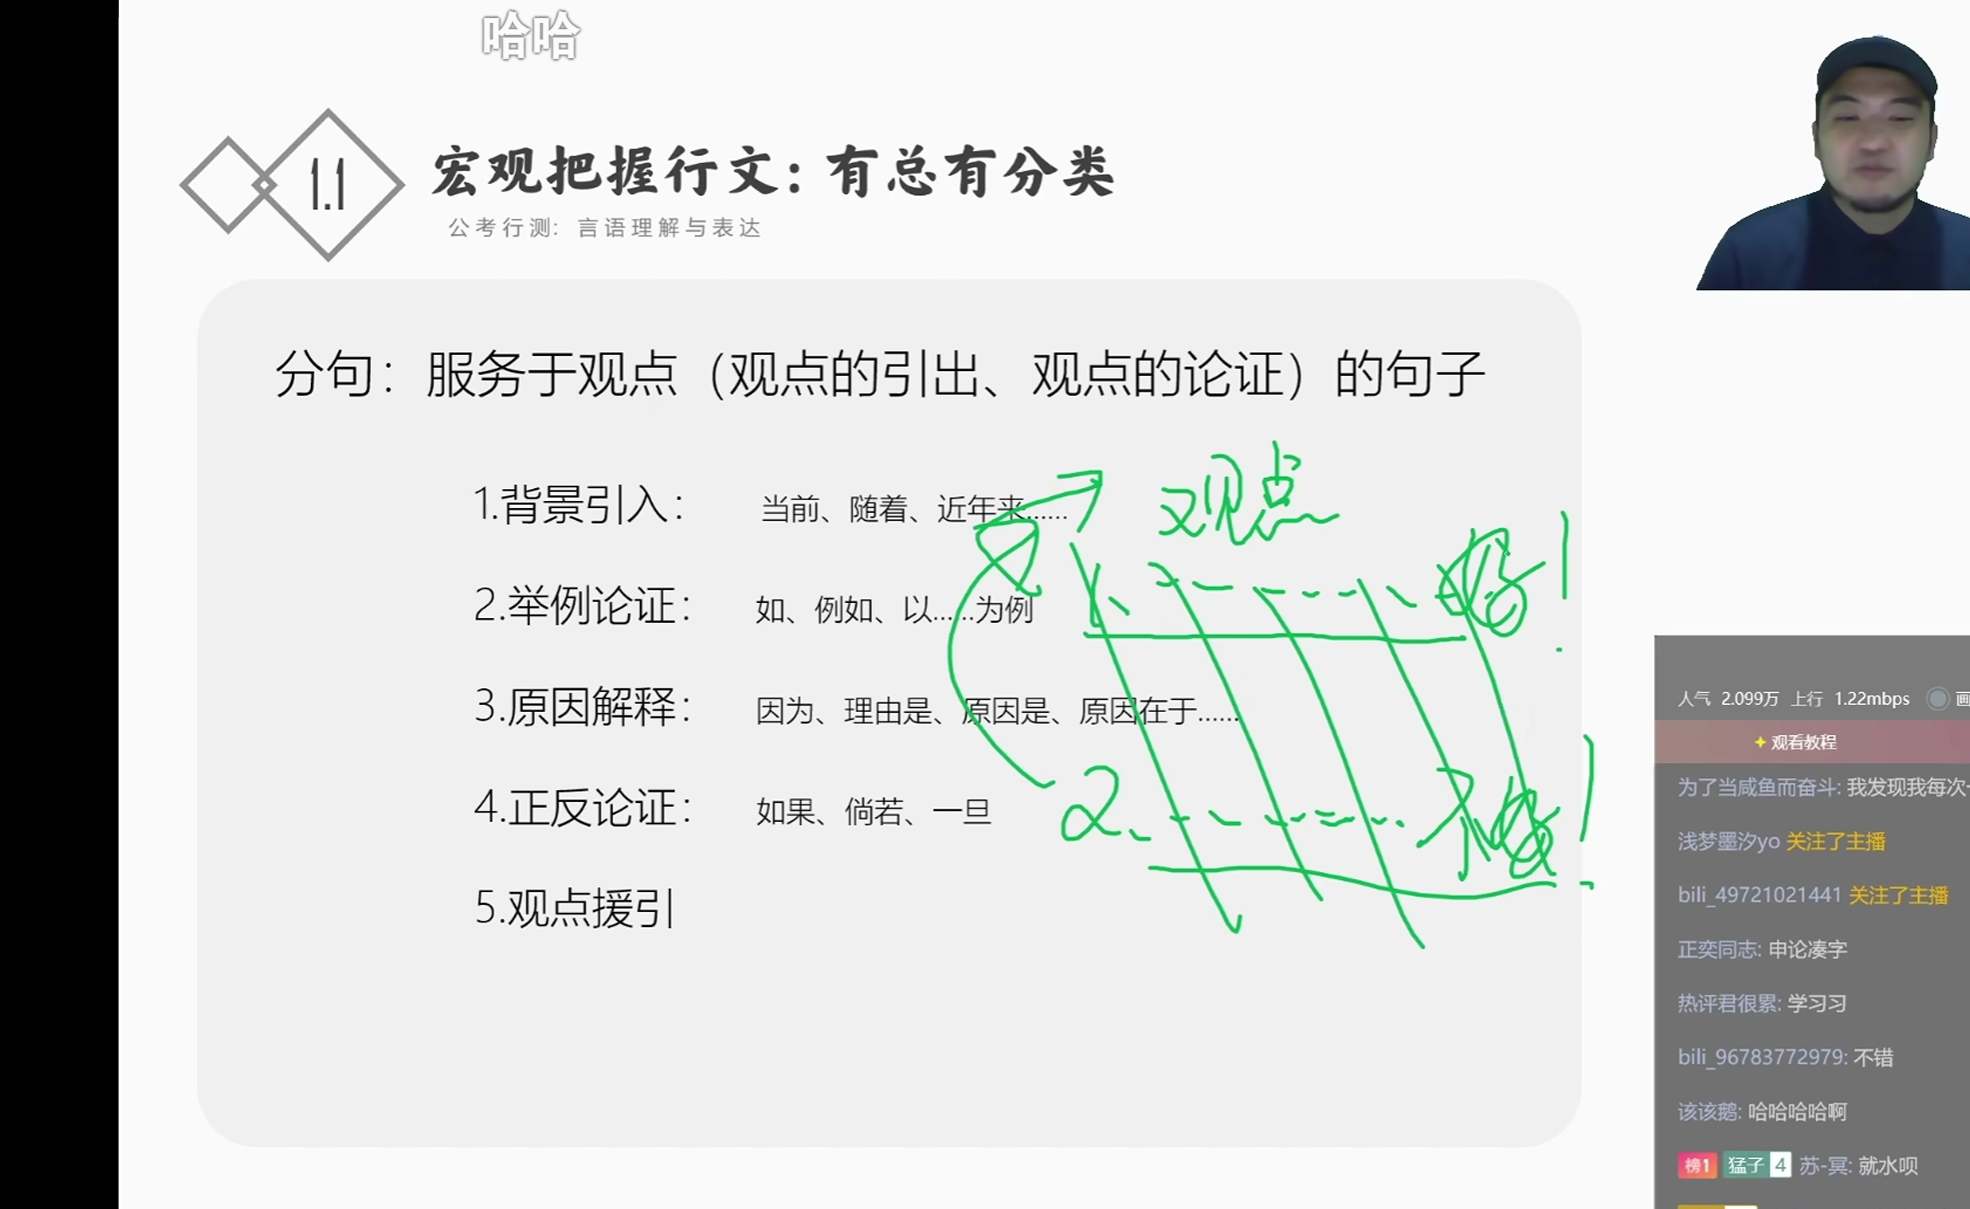 哈哈
1.1
宏观把握行文：有总有分类
公考行测：言语理解与表达
分句：服务于观点（观点的引出、观点的论证）的句子
1.背景引入： 当前、随着、近年来......
观点
2.举例论证： 如、例如、以......为例
1、 好！
3.原因解释： 因为、理由是、原因是、原因在于......
4.正反论证： 如果、倘若、一旦
2、 不好！
5.观点援引
人气 2.099万 上行 1.22mbps 画
观看教程
为了当咸鱼而奋斗: 我发现我每次
浅梦墨汐yo 关注了主播
bili_49721021441 关注了主播
正奕同志: 申论凑字
热评君很累: 学习习
bili_96783772979: 不错
该该鹅: 哈哈哈哈啊
榜1 猛子 4 苏-冥: 就水呗